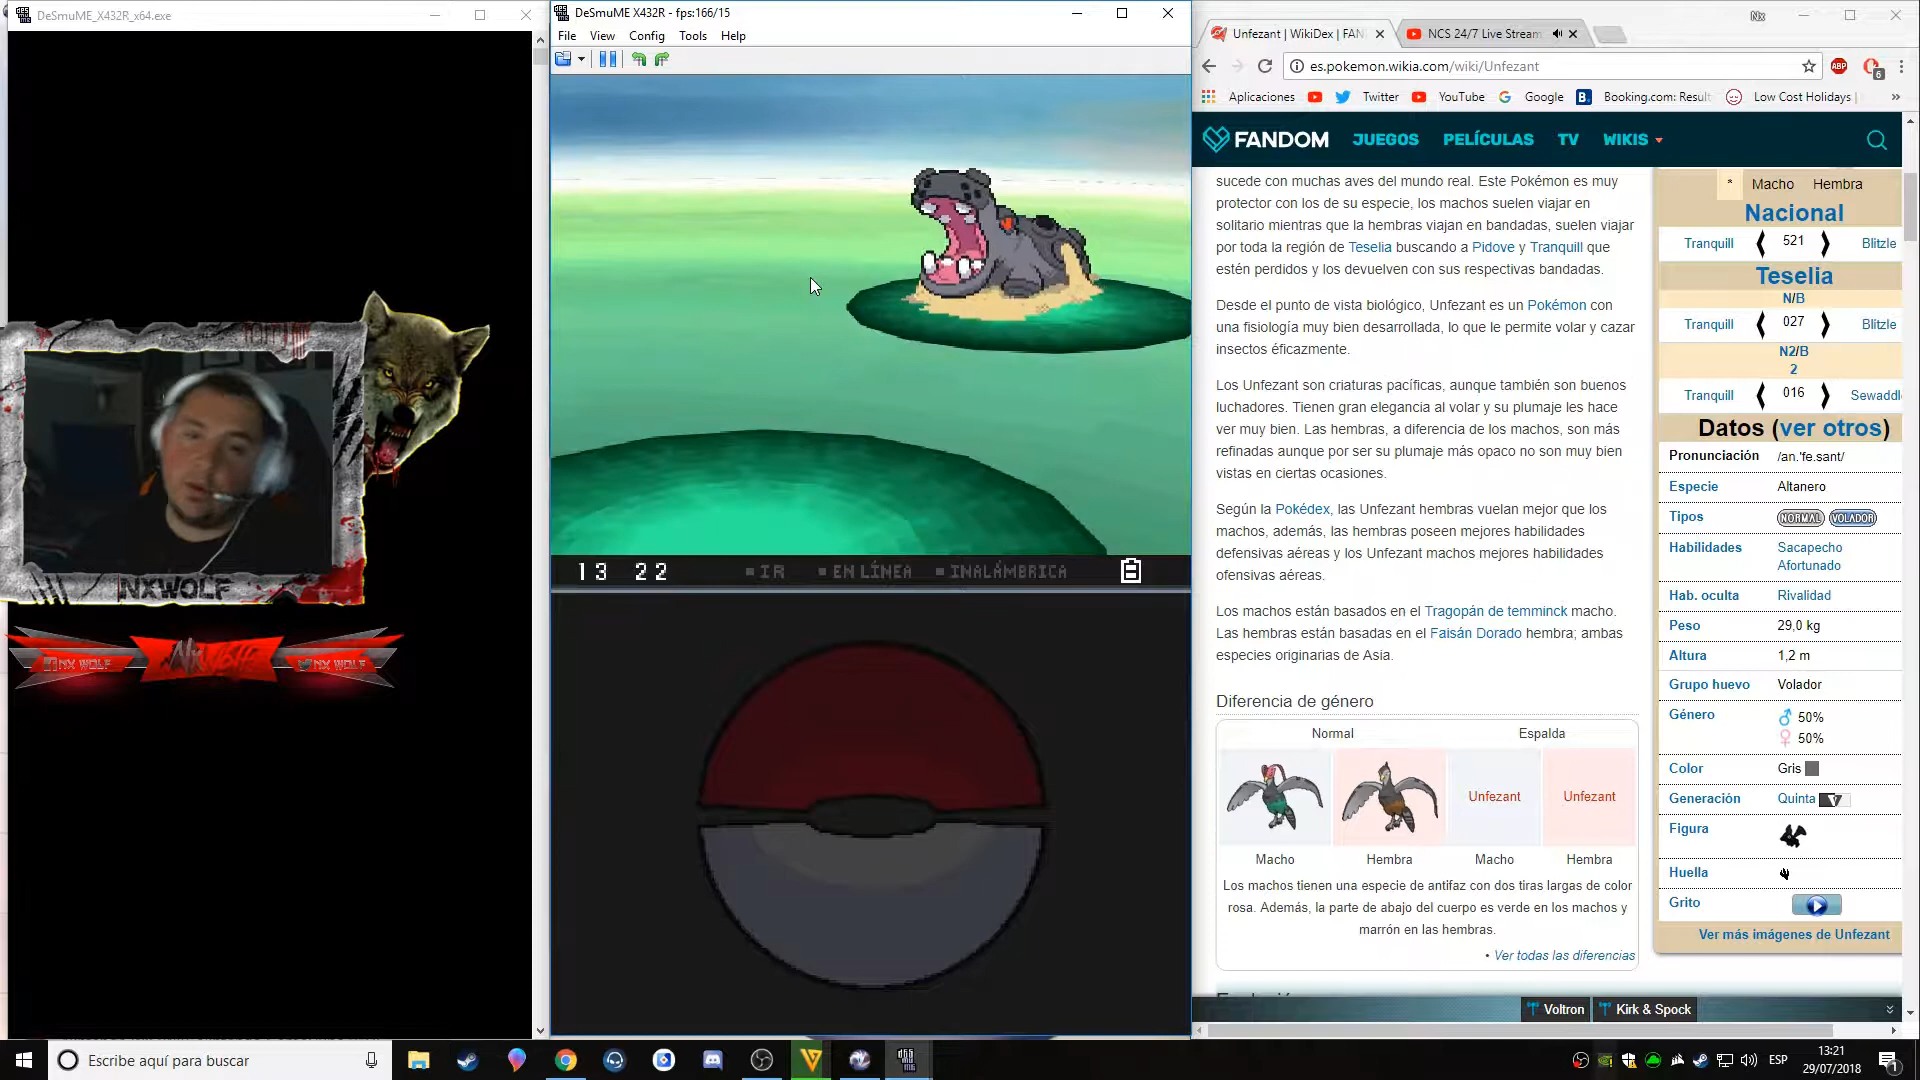 DeSmuME_X432R_x64.exe
NXWOLF
NX WOLF
NX WOLF
NX WOLF
DeSmuME X432R - fps:166/15
File View Config Tools Help
13 22 IR EN LÍNEA INALÁMBRICA
Unfezant | WikiDex | FAN
NCS 24/7 Live Stream
Nx
es.pokemon.wikia.com/wiki/Unfezant
ABP
6
Aplicaciones Twitter YouTube Google B. Booking.com: Result Low Cost Holidays | »
FANDOM JUEGOS PELÍCULAS TV WIKIS
sucede con muchas aves del mundo real. Este Pokémon es muy
protector con los de su especie, los machos suelen viajar en
solitario mientras que la hembras viajan en bandadas, suelen viajar
por toda la región de Teselia buscando a Pidove y Tranquill que
estén perdidos y los devuelven con sus respectivas bandadas.
Desde el punto de vista biológico, Unfezant es un Pokémon con
una fisiología muy bien desarrollada, lo que le permite volar y cazar
insectos éficazmente.
Los Unfezant son criaturas pacíficas, aunque también son buenos
luchadores. Tienen gran elegancia al volar y su plumaje les hace
ver muy bien. Las hembras, a diferencia de los machos, son más
refinadas aunque por ser su plumaje más opaco no son muy bien
vistas en ciertas ocasiones.
Según la Pokédex, las Unfezant hembras vuelan mejor que los
machos, además, las hembras poseen mejores habilidades
defensivas aéreas y los Unfezant machos mejores habilidades
ofensivas aéreas.
Los machos están basados en el Tragopán de temminck macho.
Las hembras están basadas en el Faisán Dorado hembra; ambas
especies originarias de Asia.
Diferencia de género
Normal Espalda
Unfezant Unfezant
Macho Hembra Macho Hembra
Los machos tienen una especie de antifaz con dos tiras largas de color
rosa. Además, la parte de abajo del cuerpo es verde en los machos y
marrón en las hembras.
• Ver todas las diferencias
* Macho Hembra
Nacional
Tranquill 521 Blitzle
Teselia
N/B
Tranquill 027 Blitzle
N2/B
2
Tranquill 016 Sewaddl
Datos (ver otros)
Pronunciación /an.'fe.sant/
Especie Altanero
Tipos NORMAL VOLADOR
Habilidades Sacapecho
Afortunado
Hab. oculta Rivalidad
Peso 29,0 kg
Altura 1,2 m
Grupo huevo Volador
Género ♂ 50%
♀ 50%
Color Gris
Generación Quinta V
Figura
Huella
Grito
Ver más imágenes de Unfezant
Voltron Kirk & Spock
Escribe aquí para buscar
ESP
13:21
29/07/2018
1